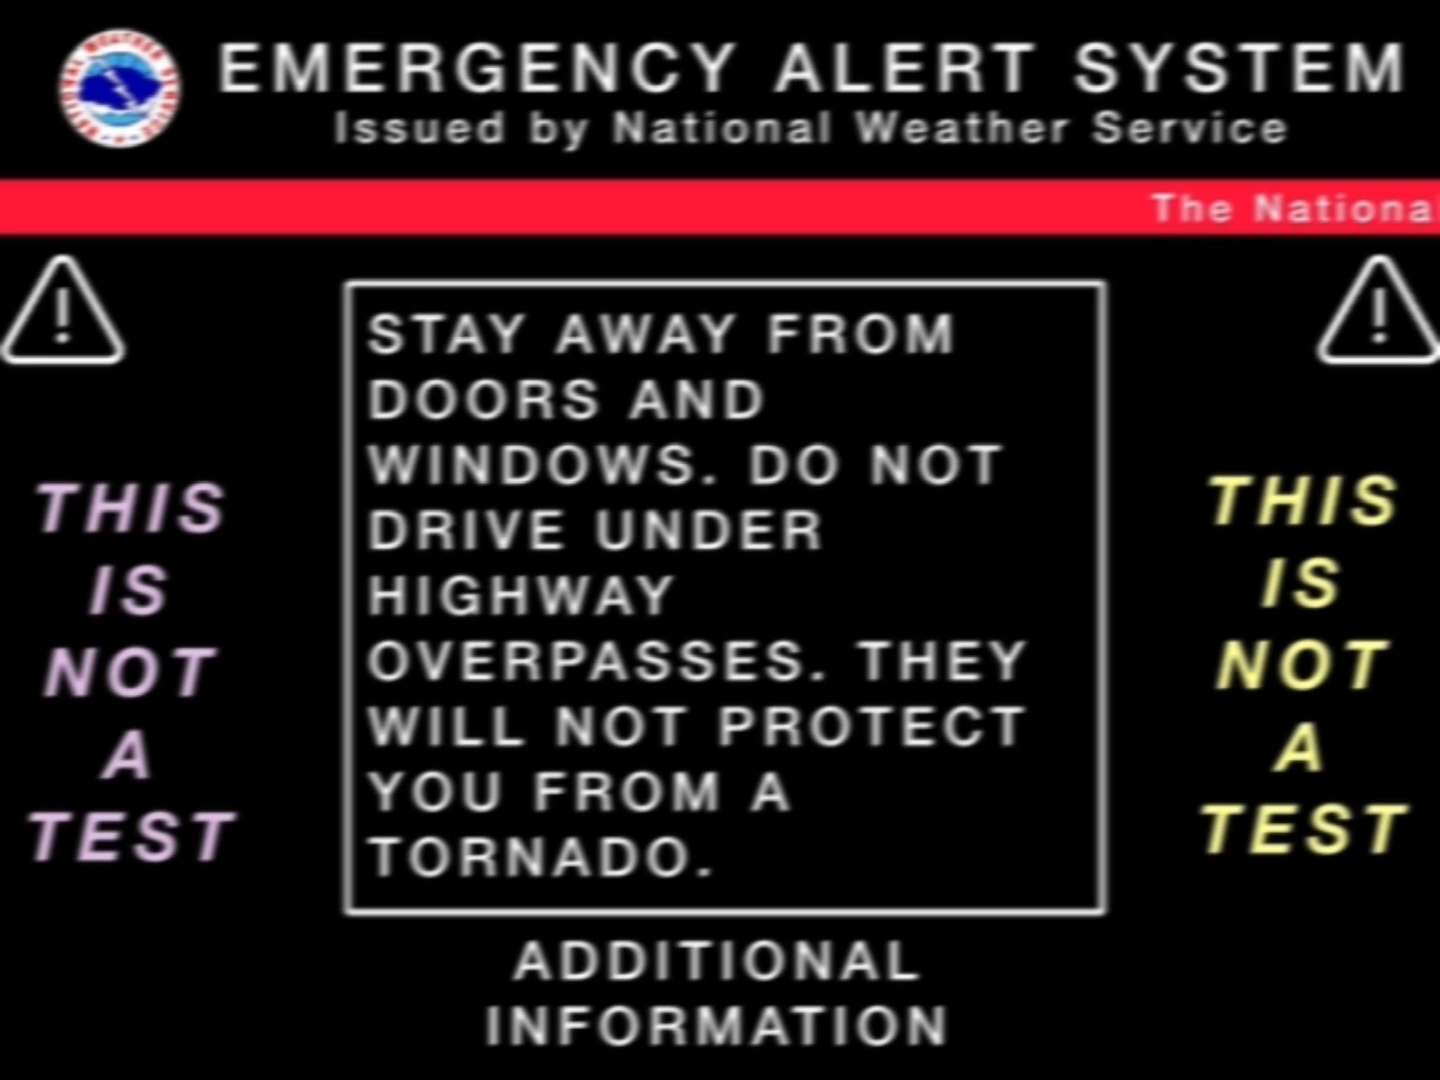 EMERGENCY ALERT SYSTEM
Issued by National Weather Service
The National
STAY AWAY FROM
DOORS AND
WINDOWS. DO NOT
DRIVE UNDER
HIGHWAY
OVERPASSES. THEY
WILL NOT PROTECT
YOU FROM A
TORNADO.
THIS
IS
NOT
A
TEST
THIS
IS
NOT
A
TEST
ADDITIONAL
INFORMATION